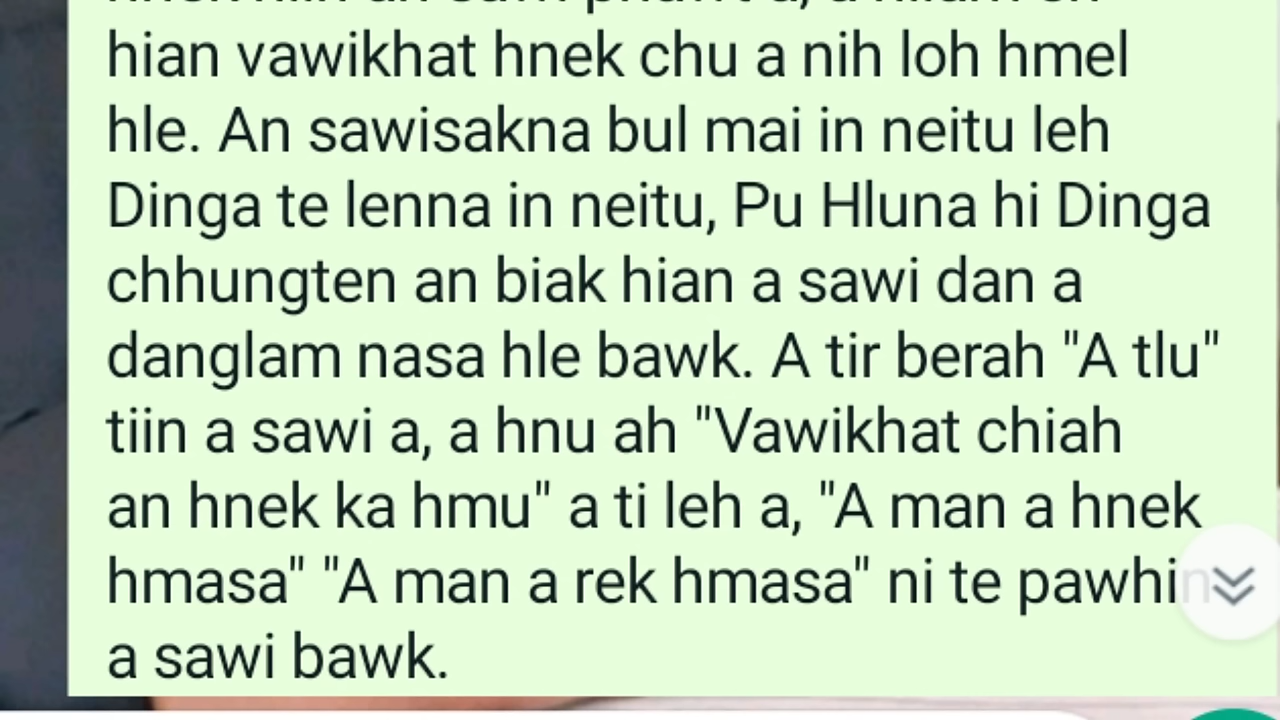 hian vawikhat hnek chu a nih loh hmel
hle. An sawisakna bul mai in neitu leh
Dinga te lenna in neitu, Pu Hluna hi Dinga
chhungten an biak hian a sawi dan a
danglam nasa hle bawk. A tir berah "A tlu"
tiin a sawi a, a hnu ah "Vawikhat chiah
an hnek ka hmu" a ti leh a, "A man a hnek
hmasa" "A man a rek hmasa" ni te pawhin
a sawi bawk.